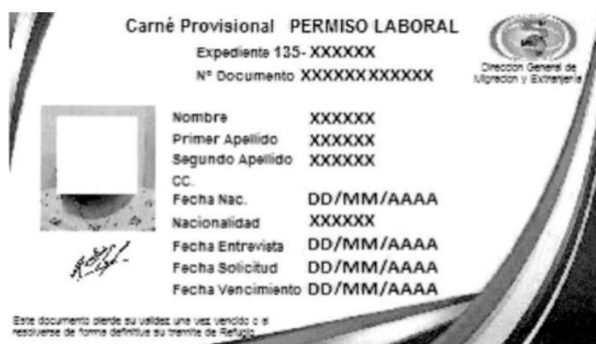 Carné Provisional PERMISO LABORAL
Expediente 135- XXXXXX
Nº Documento XXXXXX XXXXXX
Dirección General de
Migración y Extranjería
Nombre XXXXXX
Primer Apellido XXXXXX
Segundo Apellido XXXXXX
CC.
Fecha Nac. DD/MM/AAAA
Nacionalidad XXXXXX
Fecha Entrevista DD/MM/AAAA
Fecha Solicitud DD/MM/AAAA
Fecha Vencimiento DD/MM/AAAA
Este documento pierde su validez una vez vencido o al
resolverse de forma definitiva su tramite de Refugio